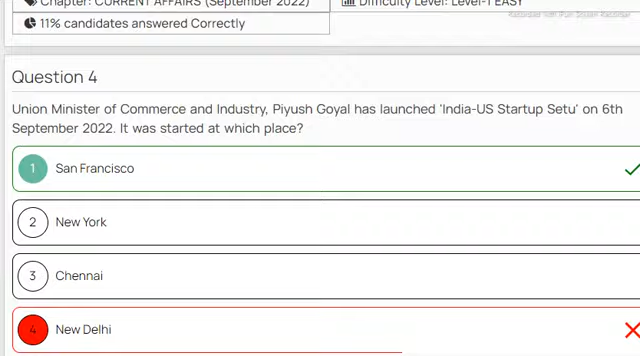 Chapter: CURRENT AFFAIRS (September 2022)
Difficulty Level: Level-1 EASY
11% candidates answered Correctly
Question 4
Union Minister of Commerce and Industry, Piyush Goyal has launched 'India-US Startup Setu' on 6th
September 2022. It was started at which place?
1 San Francisco
2 New York
3 Chennai
4 New Delhi